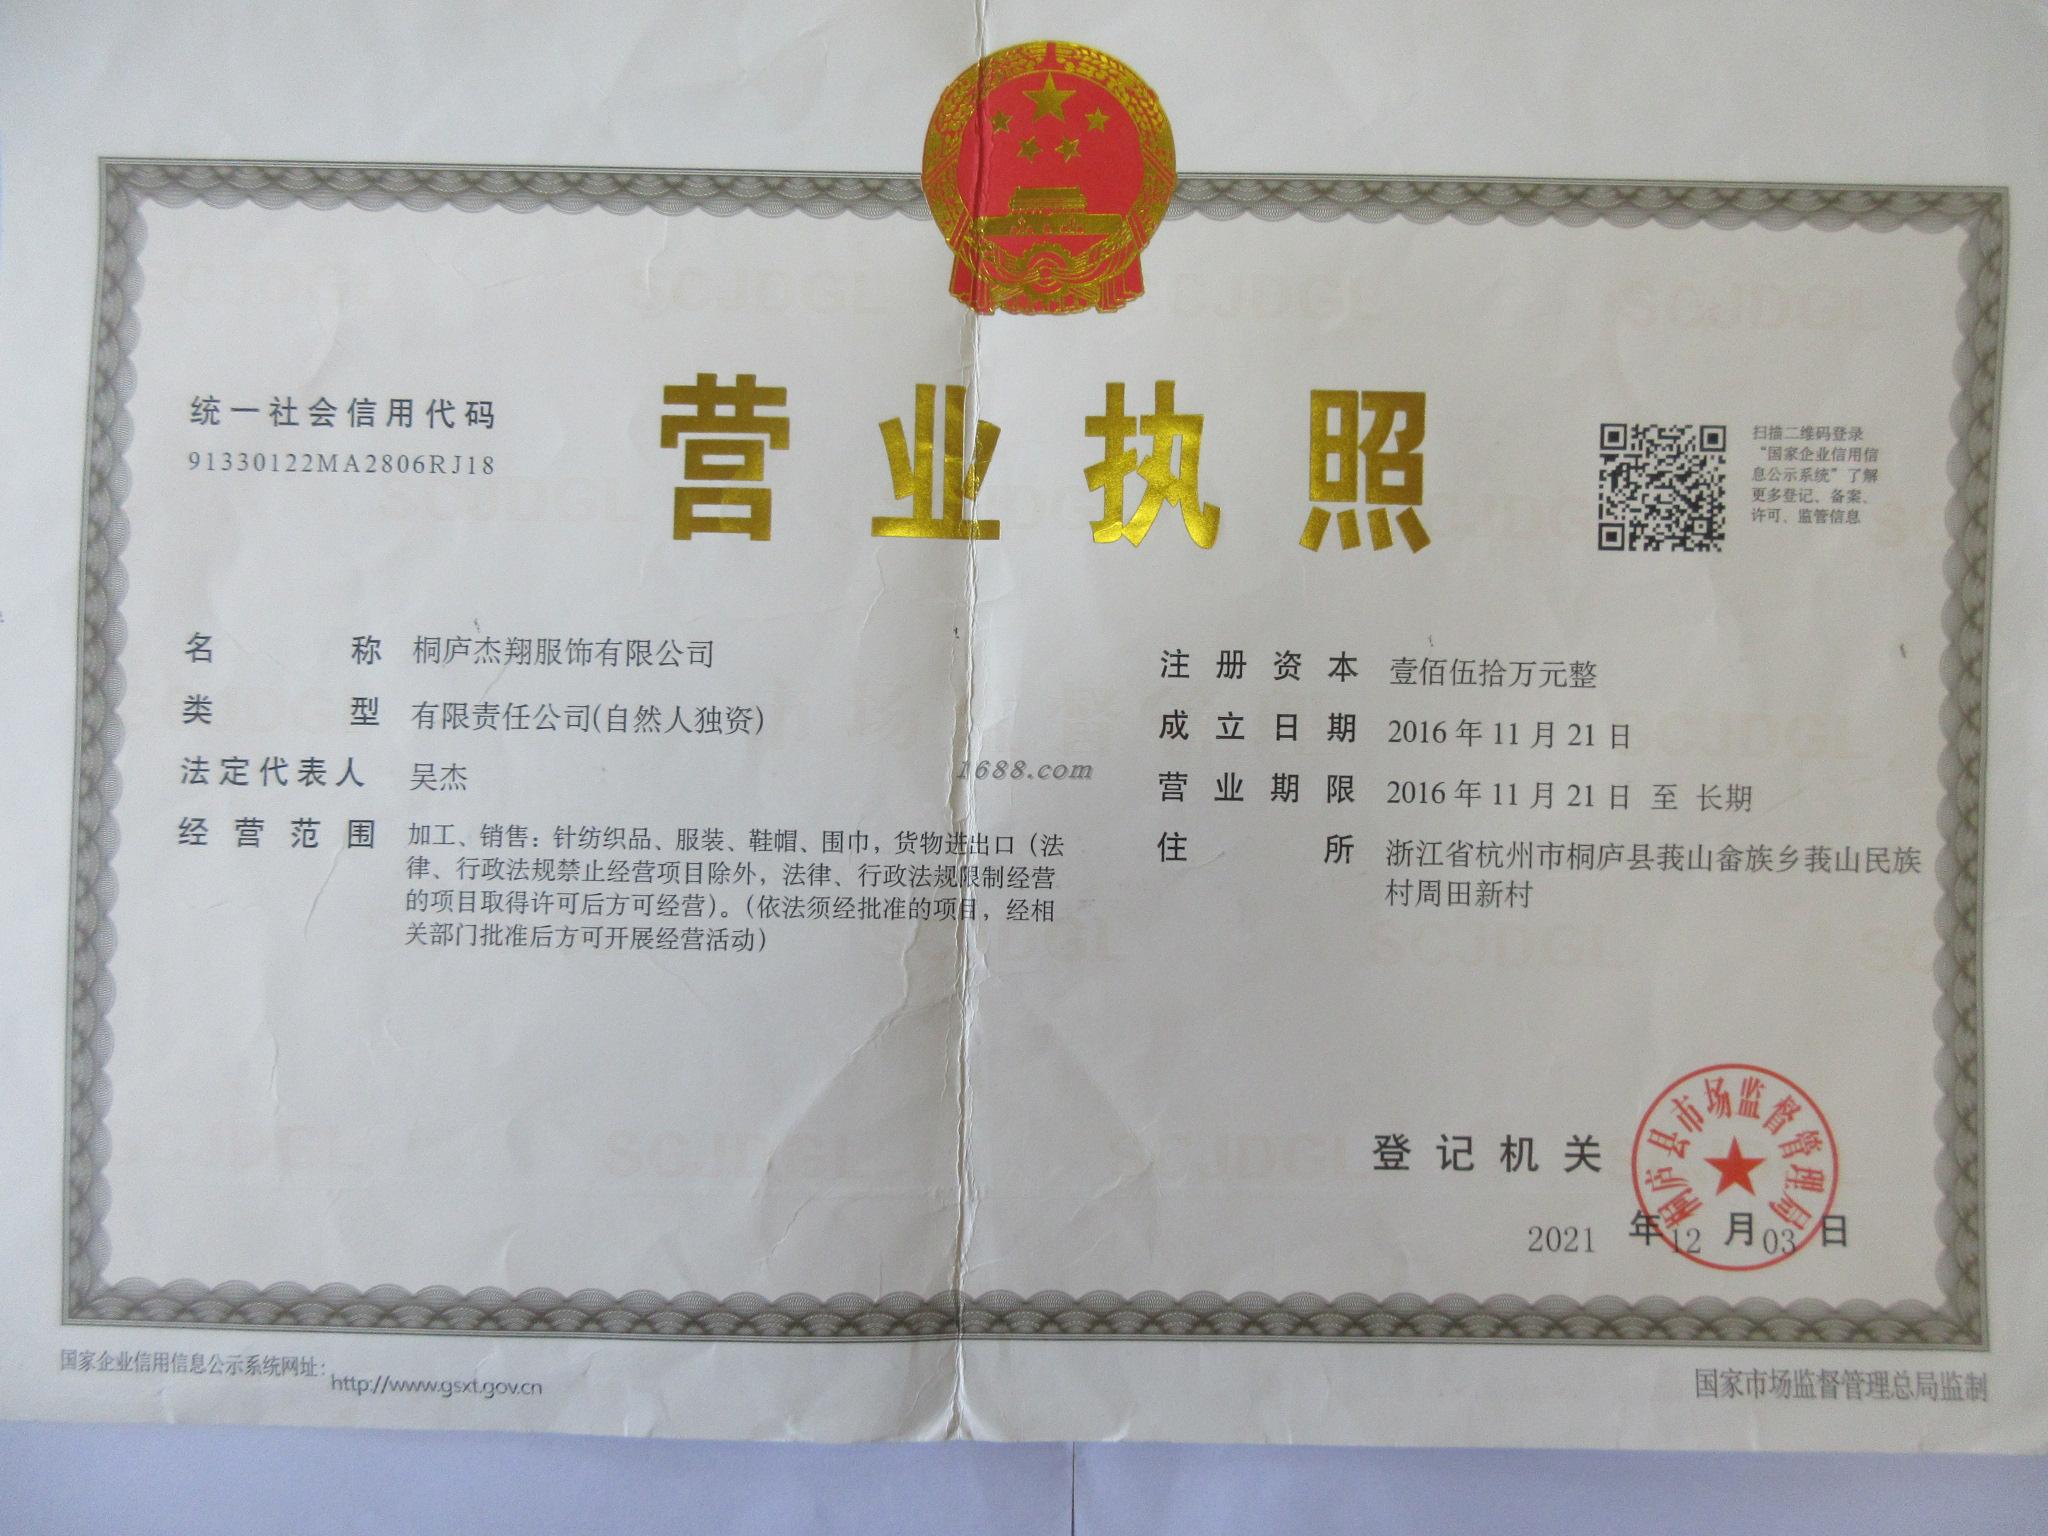 营业执照
统一社会信用代码
91330122MA2806RJ18
扫描二维码登录
“国家企业信用信
息公示系统”了解
更多登记、备案、
许可、监管信息
名称 桐庐杰翔服饰有限公司
类型 有限责任公司(自然人独资)
法定代表人 吴杰
经营范围 加工、销售：针纺织品、服装、鞋帽、围巾，货物进出口（法
律、行政法规禁止经营项目除外，法律、行政法规限制经营
的项目取得许可后方可经营）。（依法须经批准的项目，经相
关部门批准后方可开展经营活动）
注册资本 壹佰伍拾万元整
成立日期 2016年11月21日
营业期限 2016年11月21日 至 长期
住所 浙江省杭州市桐庐县莪山畲族乡莪山民族
村周田新村
1688.com
登记机关
桐庐县市场监督管理局
2021 年 12 月 03 日
国家企业信用信息公示系统网址：http://www.gsxt.gov.cn
国家市场监督管理总局监制
SCJDGL